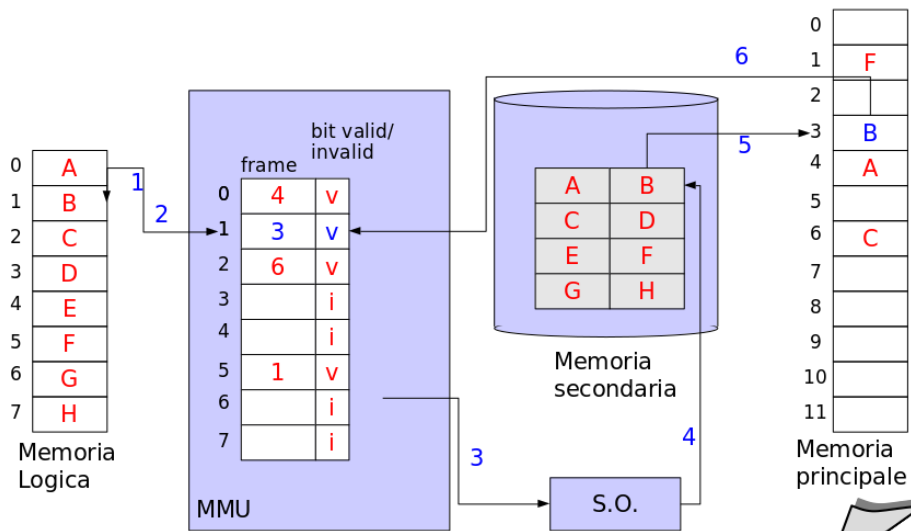 0 A
1 B
2 C
3 D
4 E
5 F
6 G
7 H
Memoria
Logica
1
2
bit valid/
invalid
frame
0 4 v
1 3 v
2 6 v
3 i
4 i
5 1 v
6 i
7 i
MMU
3
S.O.
4
A B
C D
E F
G H
Memoria
secondaria
5
6
0
1 F
2
3 B
4 A
5
6 C
7
8
9
10
11
Memoria
principale